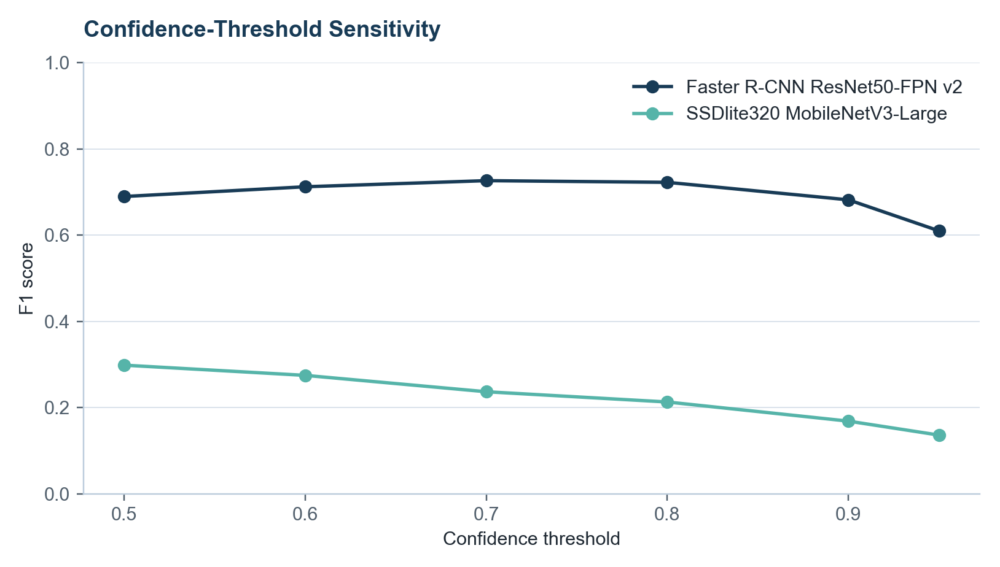 Confidence-Threshold Sensitivity
Faster R-CNN ResNet50-FPN v2
SSDlite320 MobileNetV3-Large
F1 score
1.0
0.8
0.6
0.4
0.2
0.0
0.5 0.6 0.7 0.8 0.9
Confidence threshold